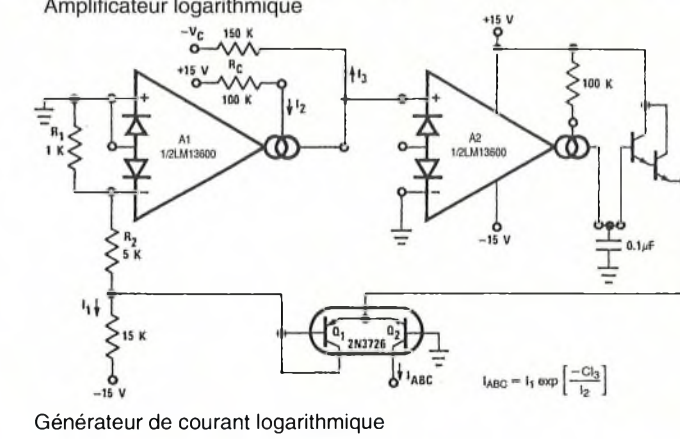 Amplificateur logarithmique
+15 V
-VC 150 K
+15 V RC
100 K
I2
I3
100 K
+
A1
1/2LM13600
-
+
A2
1/2LM13600
-
R1
1 K
R2
5 K
-15 V
0.1µF
I1
15 K
Q1 Q2
2N3726
IABC
-15 V
IABC = I1 exp [ -CI3 / I2 ]
Générateur de courant logarithmique